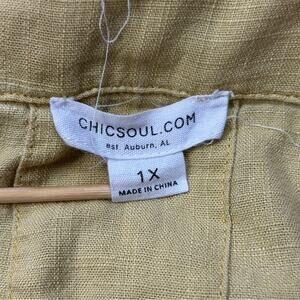 CHICSOUL.COM
est. Auburn, AL
1X
MADE IN CHINA